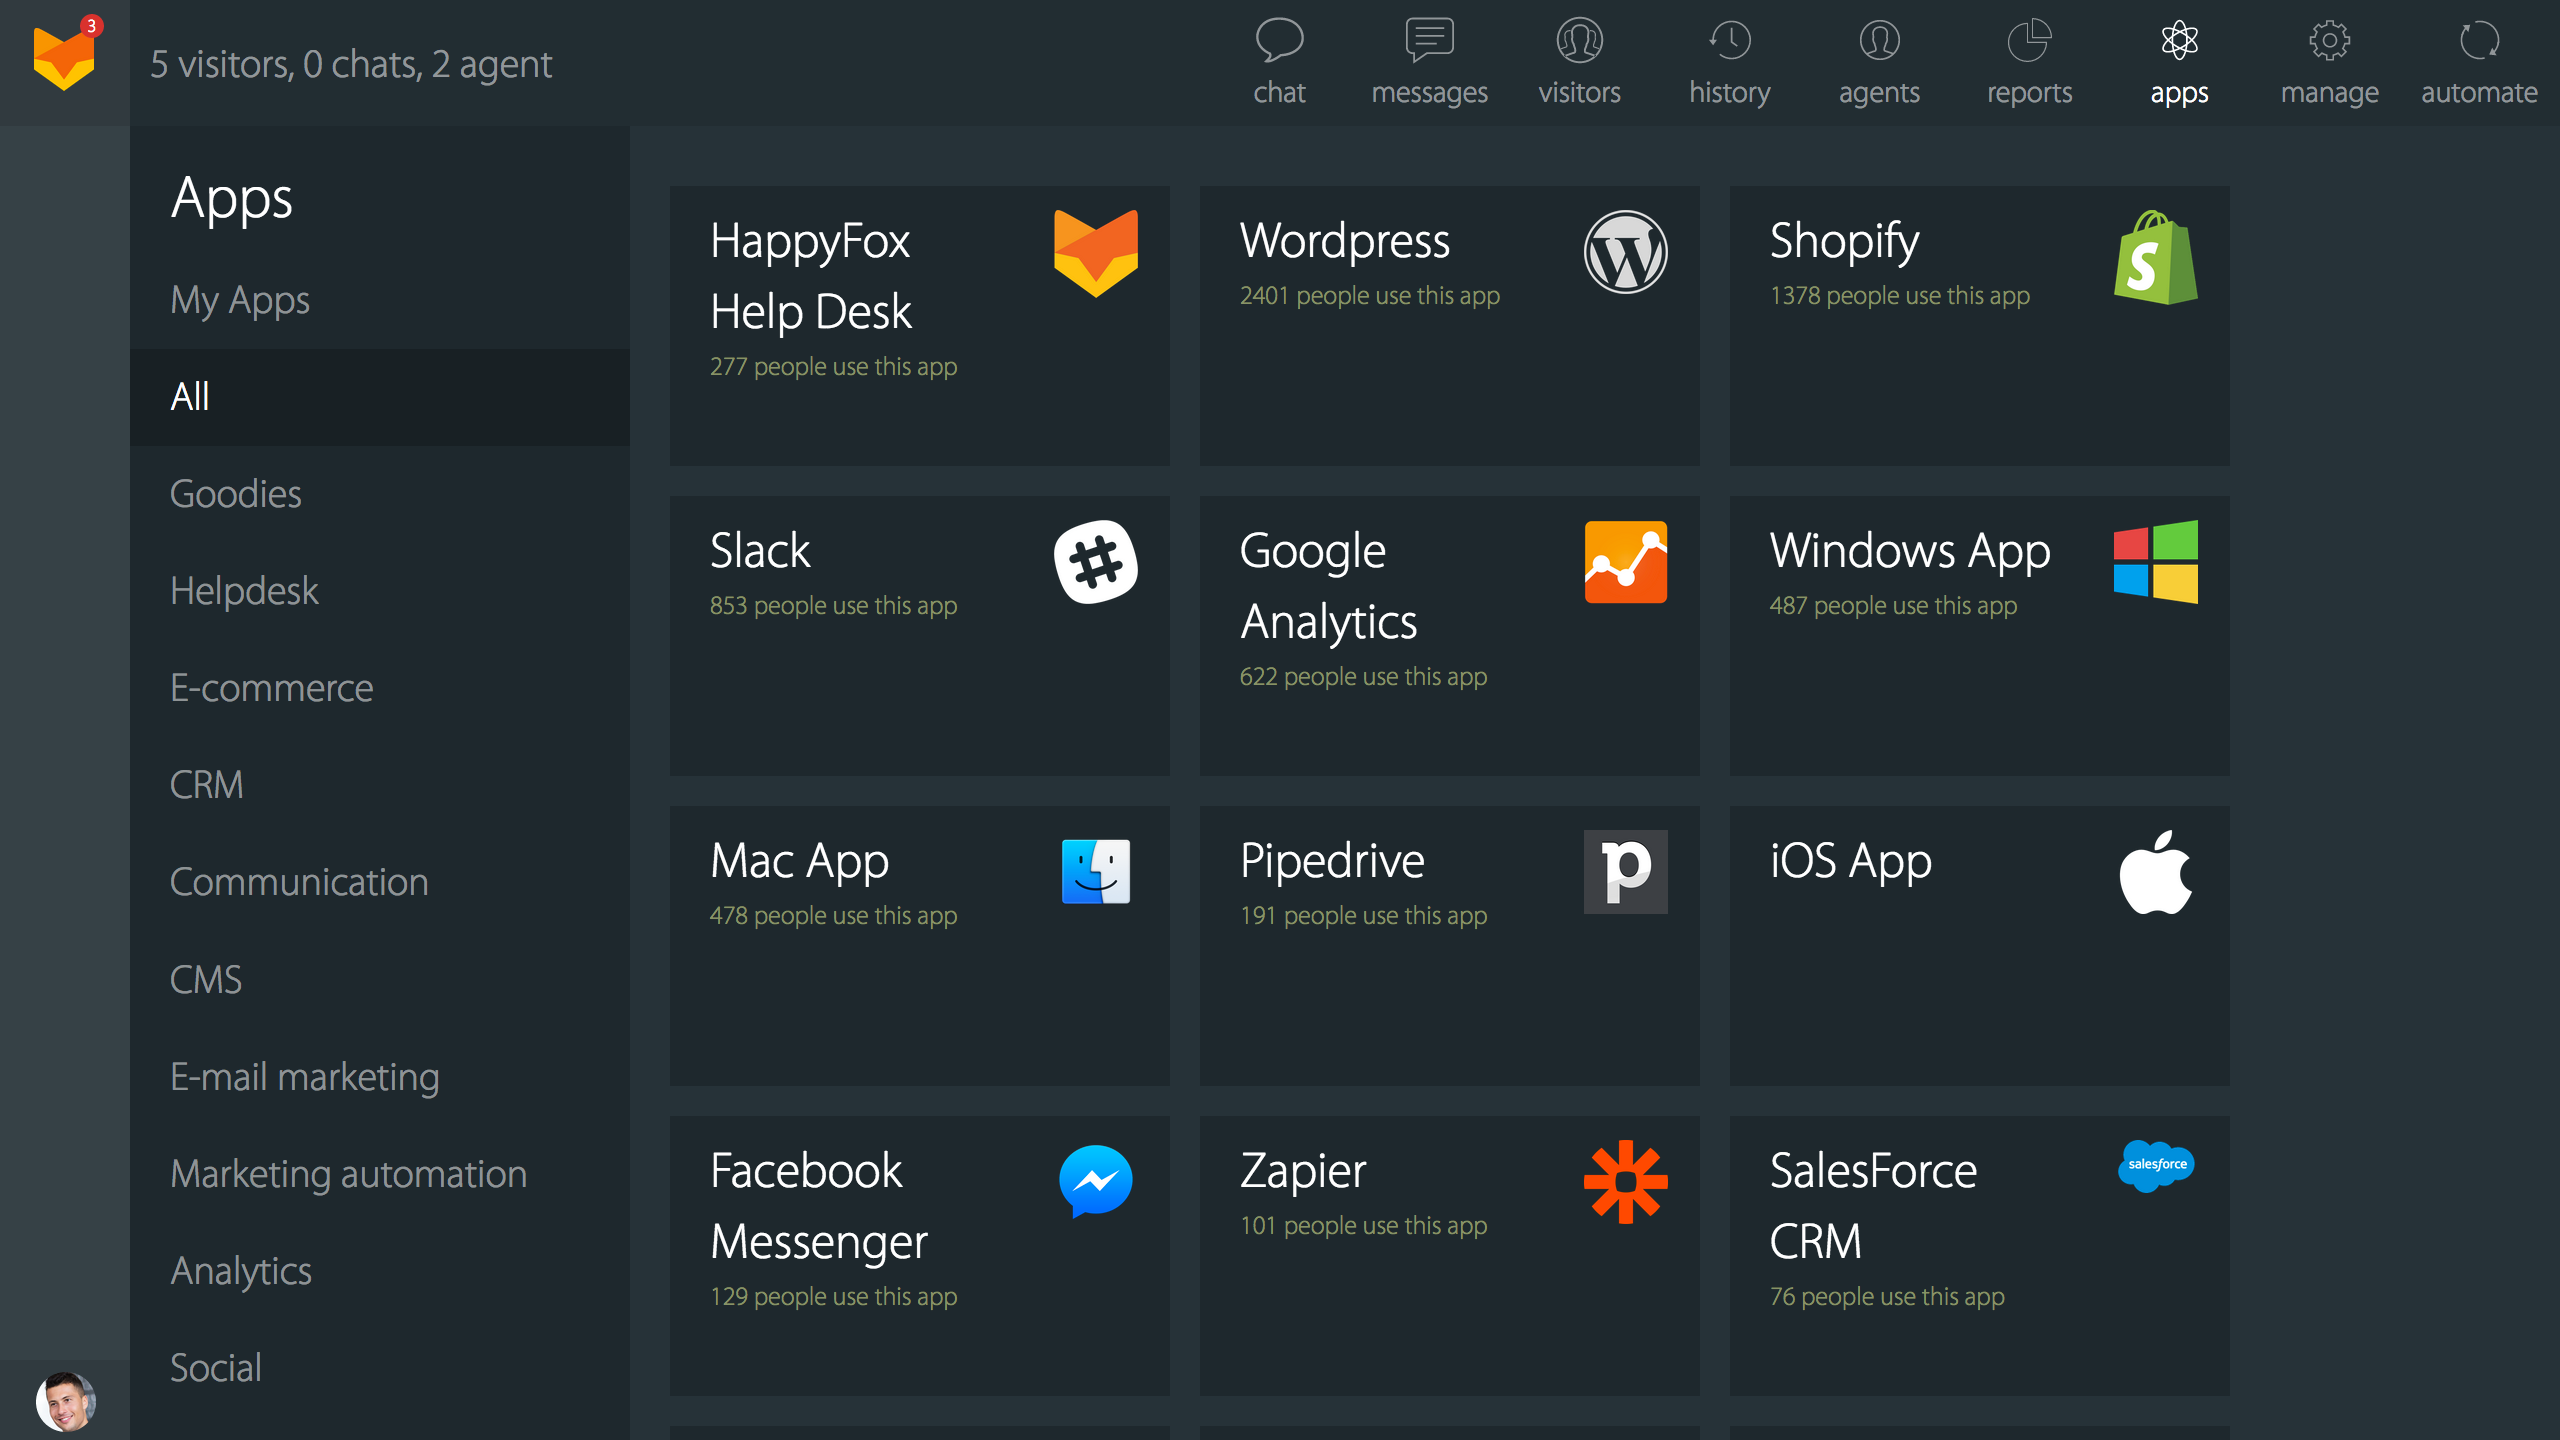 3
5 visitors, 0 chats, 2 agent
chat
messages
visitors
history
agents
reports
apps
manage
automate
Apps
My Apps
All
Goodies
Helpdesk
E-commerce
CRM
Communication
CMS
E-mail marketing
Marketing automation
Analytics
Social
HappyFox
Help Desk
277 people use this app
Wordpress
2401 people use this app
Shopify
1378 people use this app
Slack
853 people use this app
Google
Analytics
622 people use this app
Windows App
487 people use this app
Mac App
478 people use this app
Pipedrive
191 people use this app
iOS App
Facebook
Messenger
129 people use this app
Zapier
101 people use this app
SalesForce
CRM
76 people use this app
salesforce